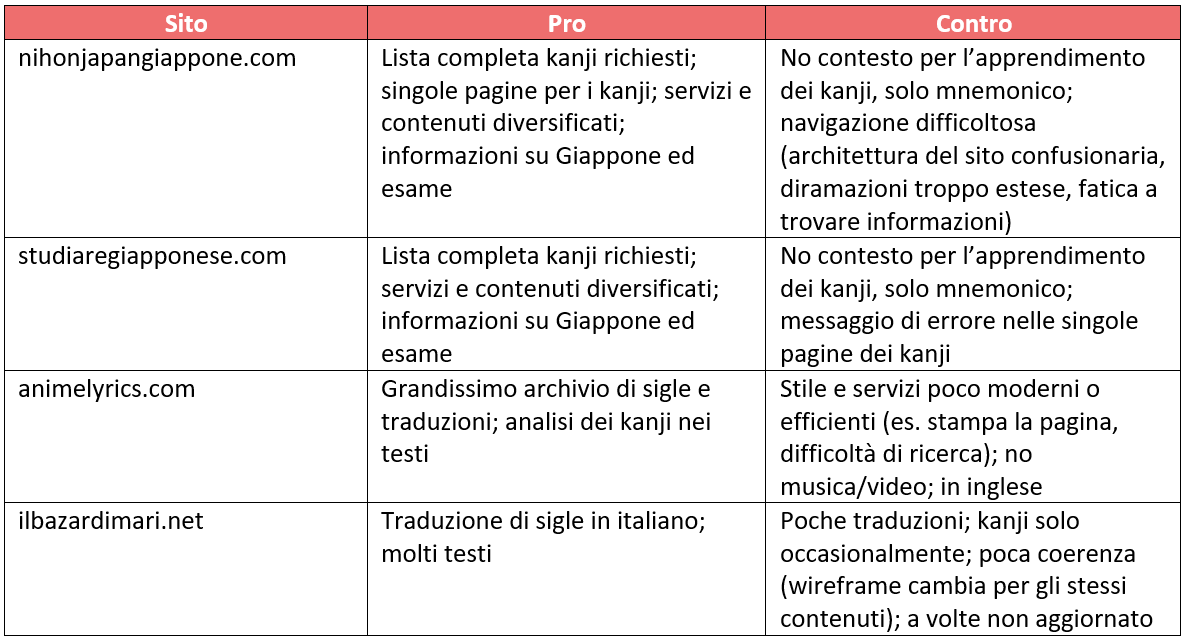 Sito
Pro
Contro
nihonjapangiappone.com
Lista completa kanji richiesti;
singole pagine per i kanji; servizi e
contenuti diversificati;
informazioni su Giappone ed
esame
No contesto per l’apprendimento
dei kanji, solo mnemonico;
navigazione difficoltosa
(architettura del sito confusionaria,
diramazioni troppo estese, fatica a
trovare informazioni)
studiaregiapponese.com
Lista completa kanji richiesti;
servizi e contenuti diversificati;
informazioni su Giappone ed
esame
No contesto per l’apprendimento
dei kanji, solo mnemonico;
messaggio di errore nelle singole
pagine dei kanji
animelyrics.com
Grandissimo archivio di sigle e
traduzioni; analisi dei kanji nei
testi
Stile e servizi poco moderni o
efficienti (es. stampa la pagina,
difficoltà di ricerca); no
musica/video; in inglese
ilbazardimari.net
Traduzione di sigle in italiano;
molti testi
Poche traduzioni; kanji solo
occasionalmente; poca coerenza
(wireframe cambia per gli stessi
contenuti); a volte non aggiornato